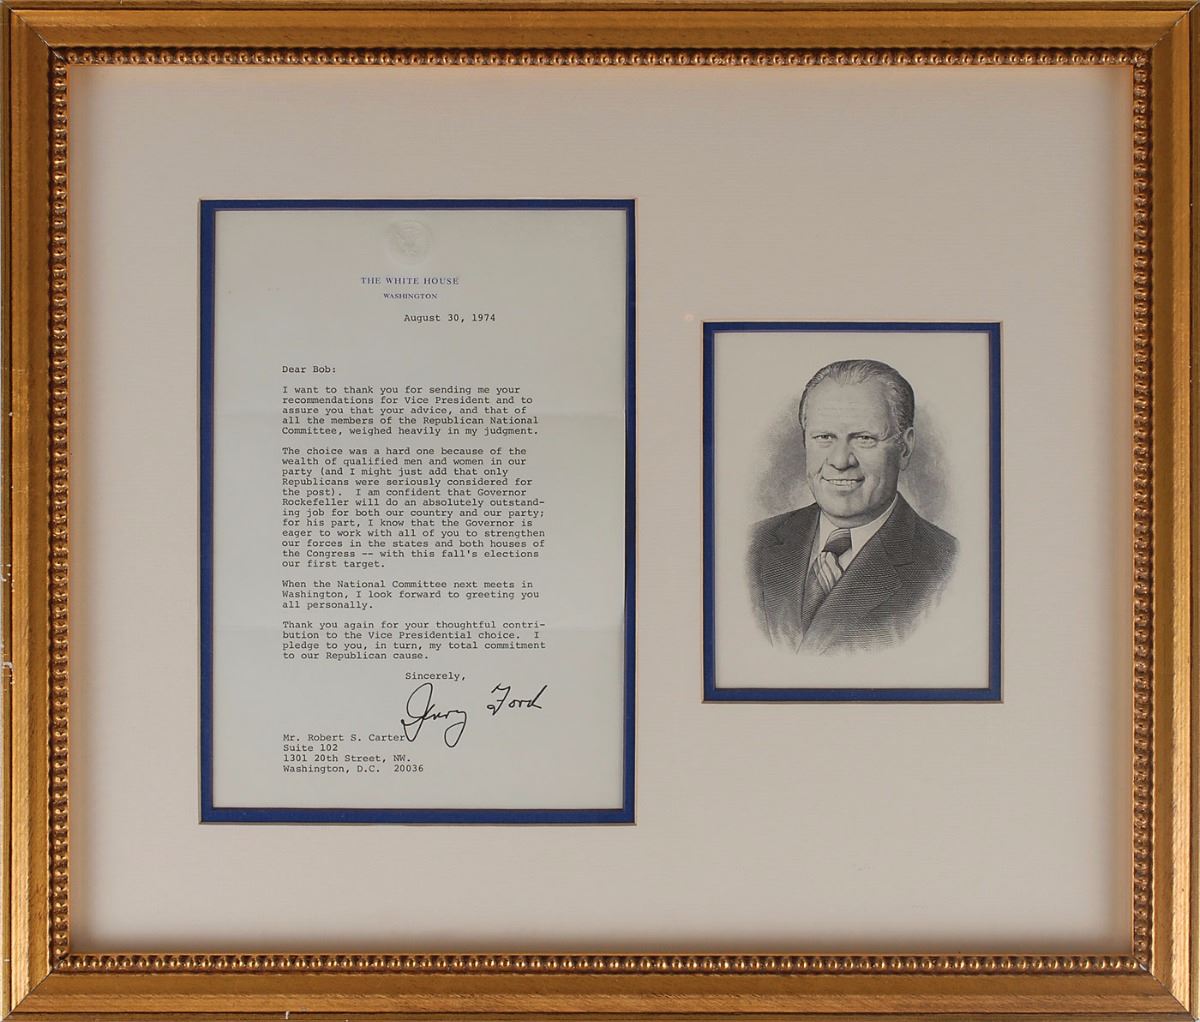 THE WHITE HOUSE
WASHINGTON
August 30, 1974
Dear Bob:
I want to thank you for sending me your
recommendations for Vice President and to
assure you that your advice, and that of
all the members of the Republican National
Committee, weighed heavily in my judgment.
The choice was a hard one because of the
wealth of qualified men and women in our
party (and I might just add that only
Republicans were seriously considered for
the post).  I am confident that Governor
Rockefeller will do an absolutely outstand-
ing job for both our country and our party;
for his part, I know that the Governor is
eager to work with all of you to strengthen
our forces in the states and both houses of
the Congress -- with this fall's elections
our first target.
When the National Committee next meets in
Washington, I look forward to greeting you
all personally.
Thank you again for your thoughtful contri-
bution to the Vice Presidential choice.  I
pledge to you, in turn, my total commitment
to our Republican cause.
Sincerely,
Jerry Ford
Mr. Robert S. Carter
Suite 102
1301 20th Street, NW.
Washington, D.C.  20036